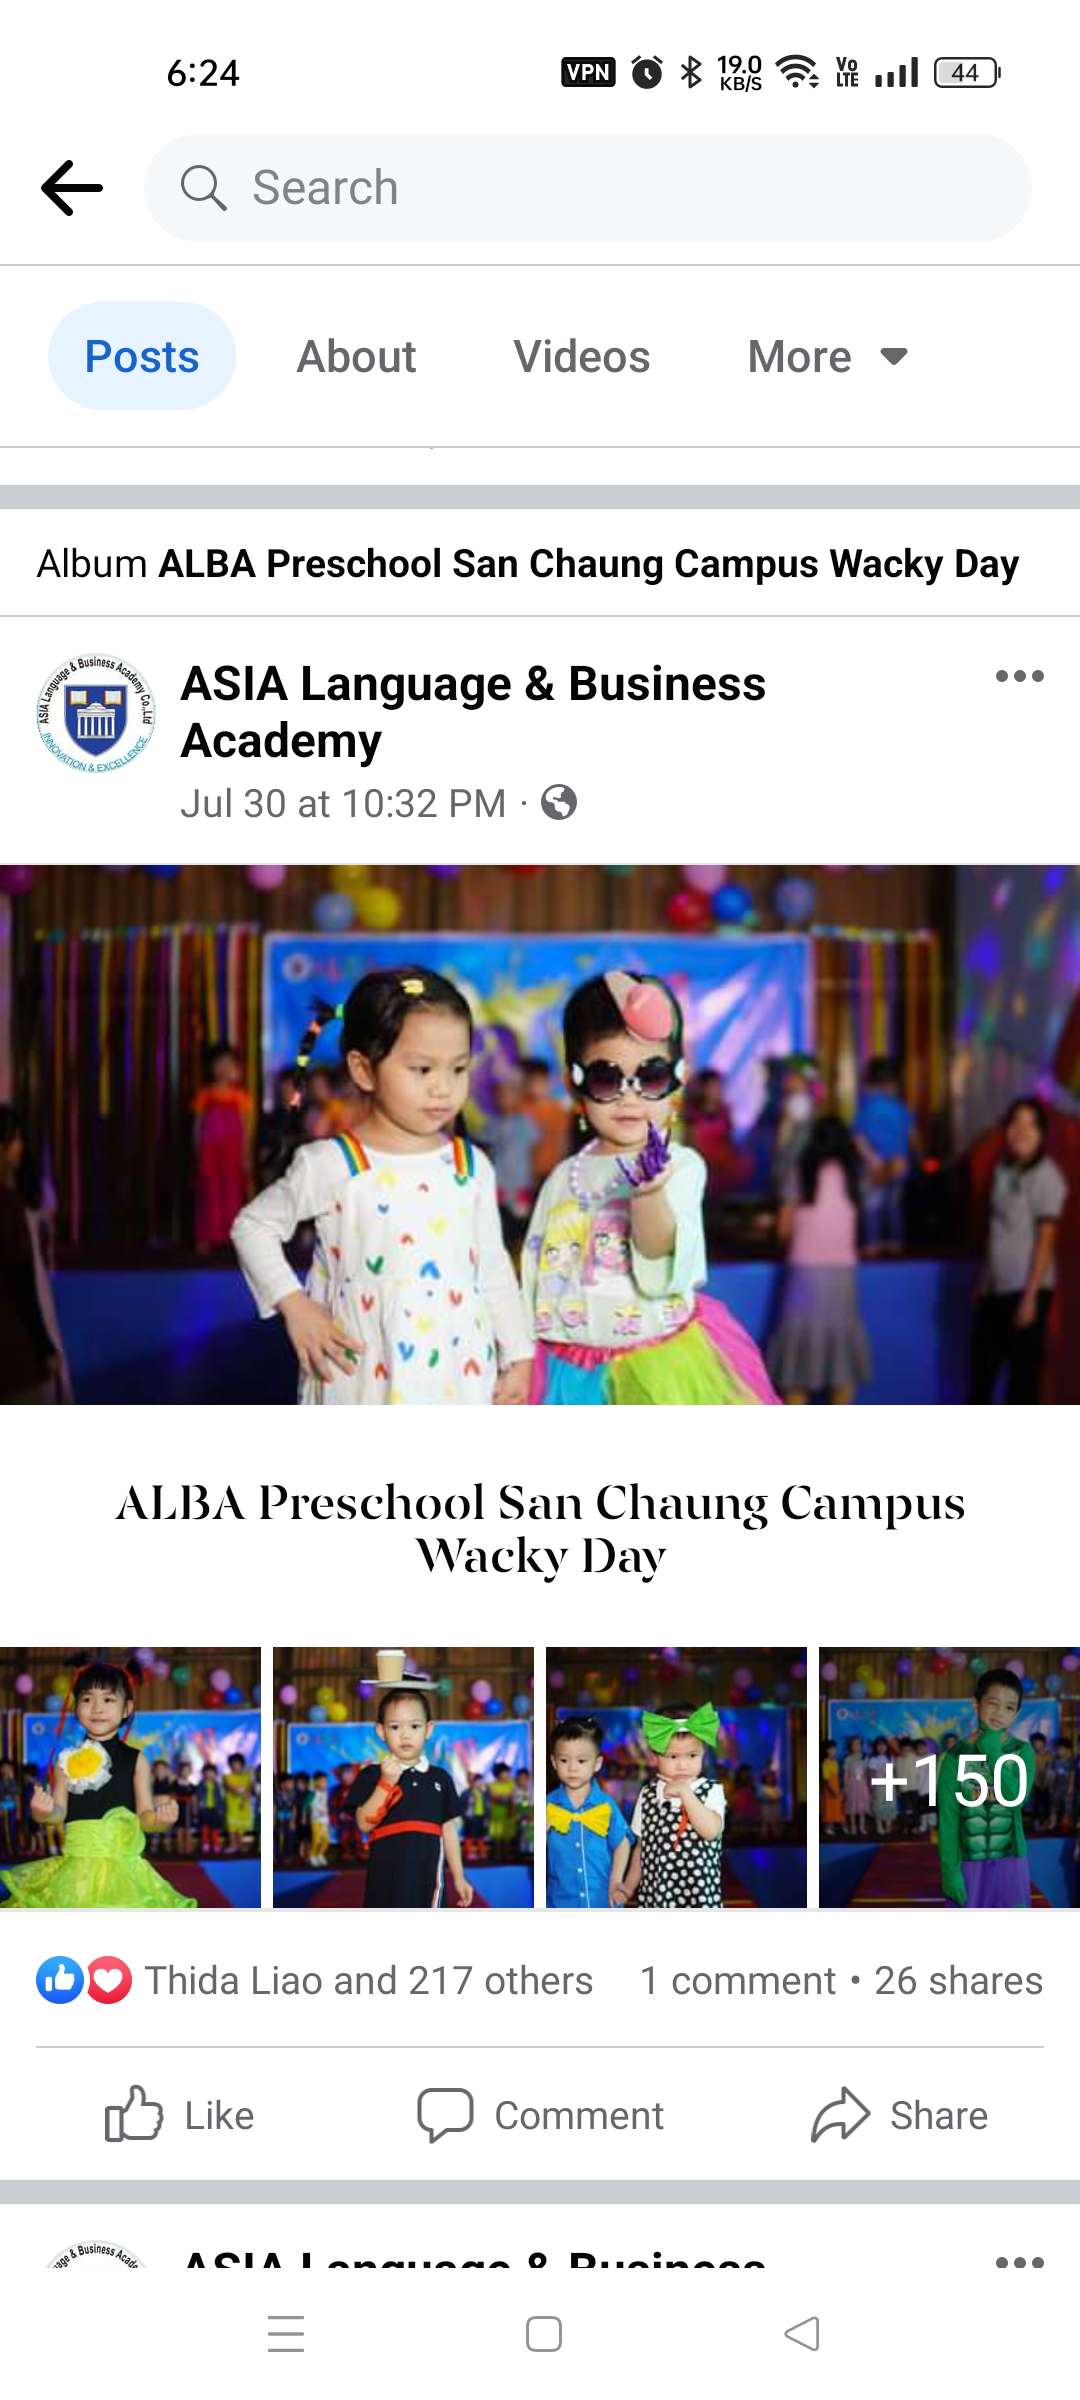 6:24 VPN 19.0 KB/S Vo LTE 44
Search
Posts About Videos More
Album ALBA Preschool San Chaung Campus Wacky Day
ASIA Language & Business Academy Co.,Ltd
INNOVATION & EXCELLENCE
ASIA Language & Business
Academy
Jul 30 at 10:32 PM ·
ALBA Preschool San Chaung Campus
Wacky Day
+150
Thida Liao and 217 others 1 comment • 26 shares
Like Comment Share
ASIA Language & Business